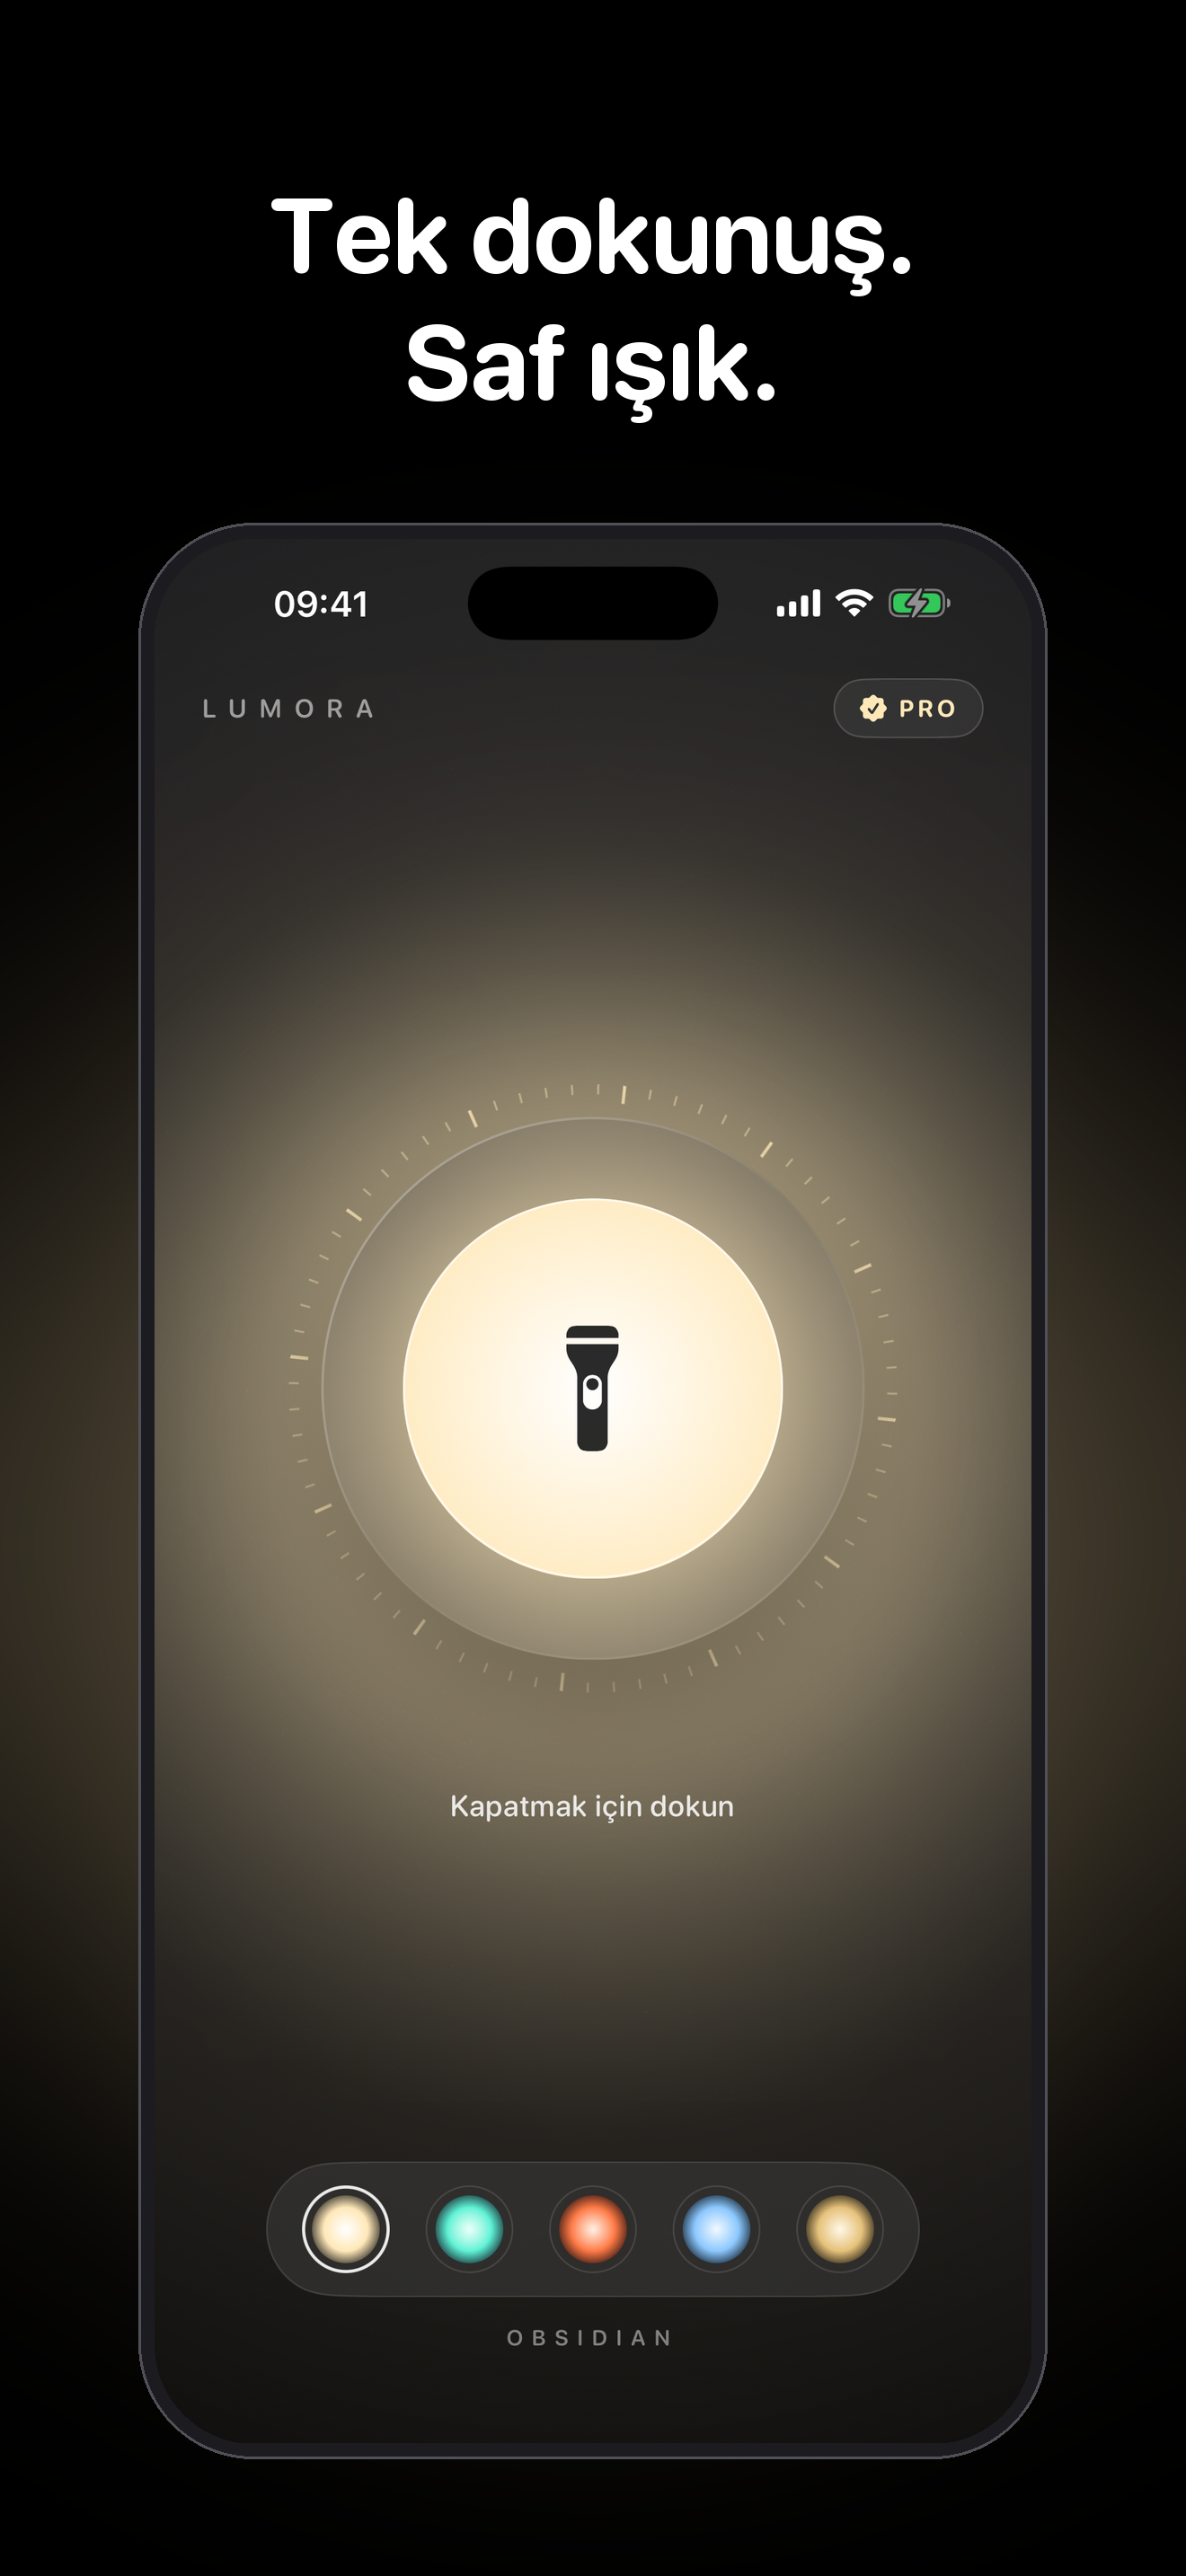 Tek dokunuş.
Saf ışık.
09:41
LUMORA
PRO
Kapatmak için dokun
OBSIDIAN